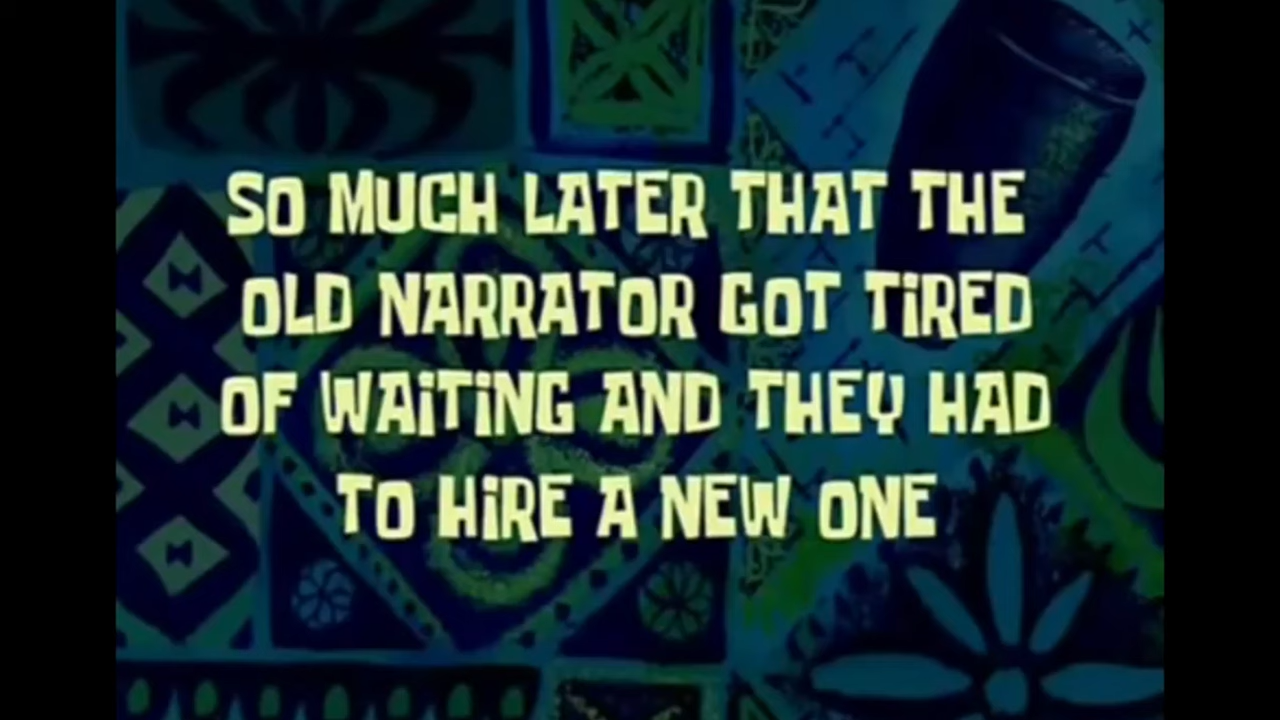 SO MUCH LATER THAT THE
OLD NARRATOR GOT TiRED
OF WAiTiNG AND THEY HAD
TO HiRE A NEW ONE